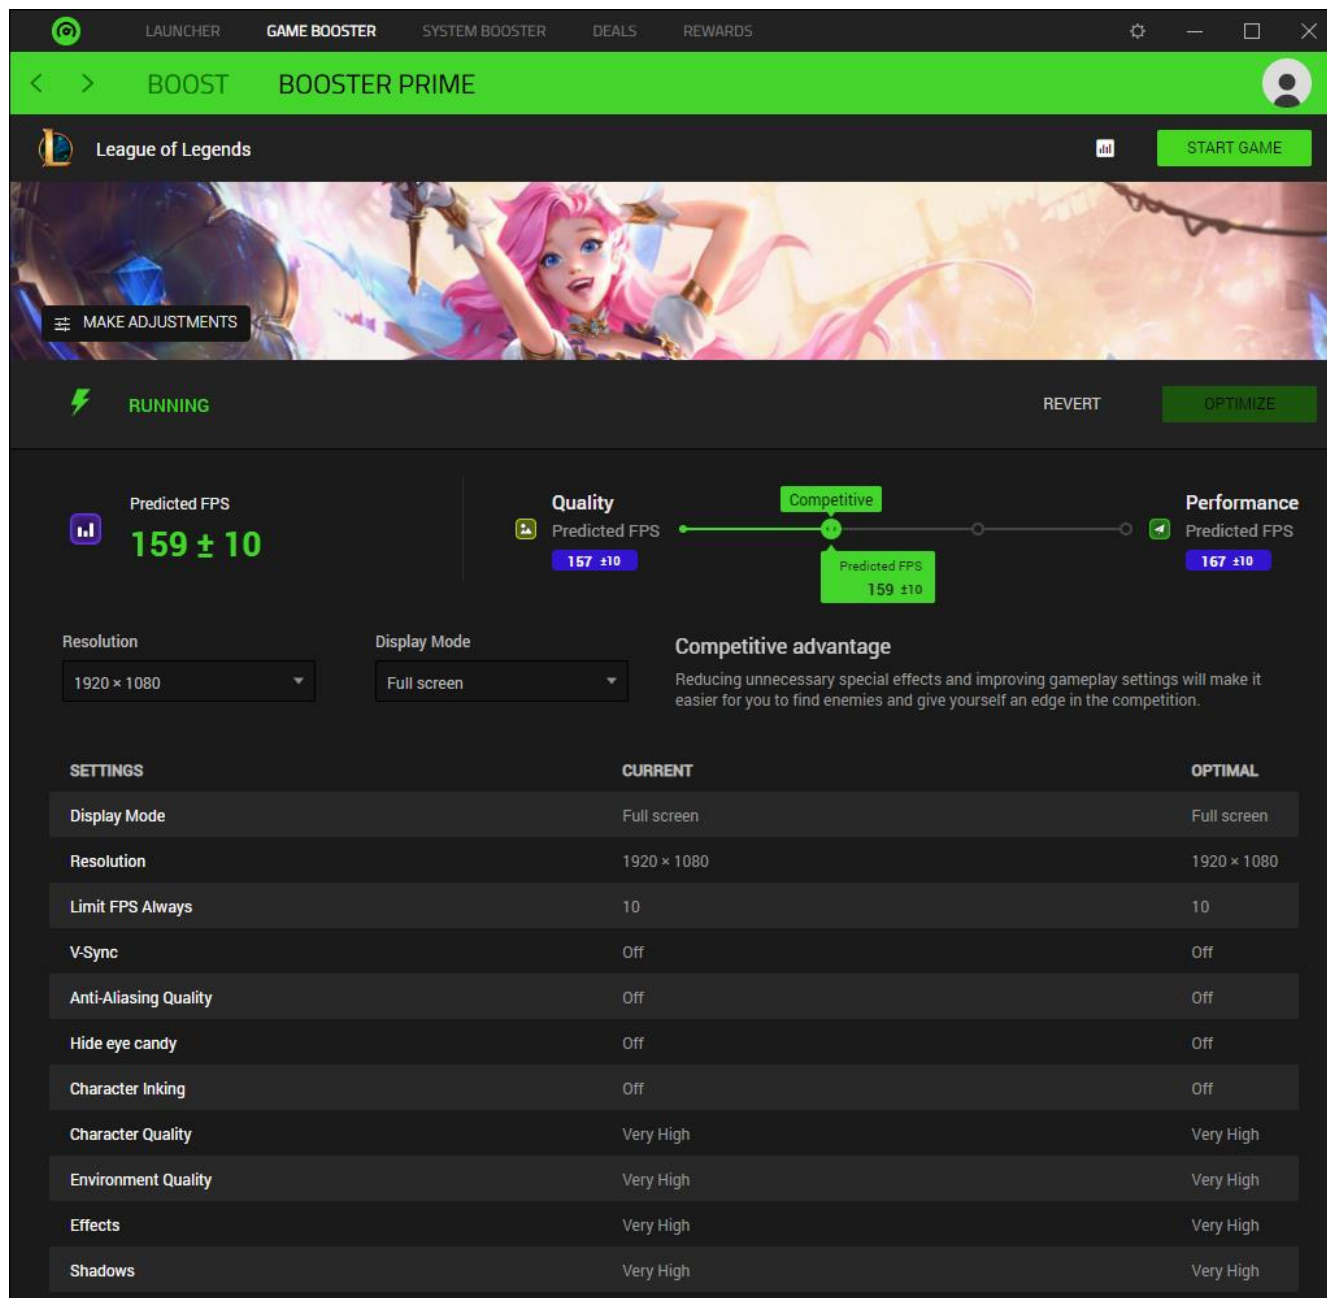 LAUNCHER GAME BOOSTER SYSTEM BOOSTER DEALS REWARDS
BOOST BOOSTER PRIME
League of Legends START GAME
MAKE ADJUSTMENTS
RUNNING REVERT OPTIMIZE
Predicted FPS
159 ± 10
Quality
Predicted FPS
157 ±10
Competitive
Predicted FPS
159 ±10
Performance
Predicted FPS
167 ±10
Resolution
1920 × 1080
Display Mode
Full screen
Competitive advantage
Reducing unnecessary special effects and improving gameplay settings will make it
easier for you to find enemies and give yourself an edge in the competition.
SETTINGS CURRENT OPTIMAL
Display Mode Full screen Full screen
Resolution 1920 × 1080 1920 × 1080
Limit FPS Always 10 10
V-Sync Off Off
Anti-Aliasing Quality Off Off
Hide eye candy Off Off
Character Inking Off Off
Character Quality Very High Very High
Environment Quality Very High Very High
Effects Very High Very High
Shadows Very High Very High